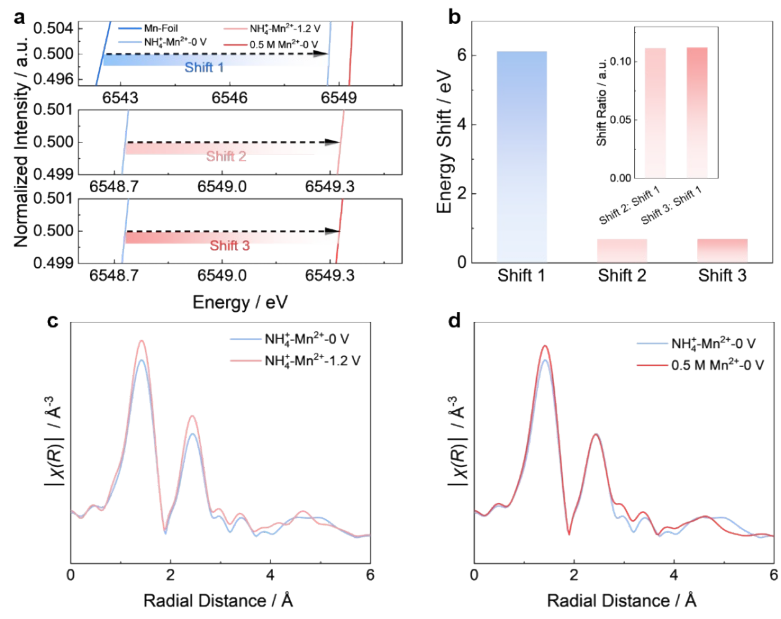 a
0.504
0.500
0.496
Mn-Foil
NH₄⁺-Mn²⁺-0 V
NH₄⁺-Mn²⁺-1.2 V
0.5 M Mn²⁺-0 V
Shift 1
6543
6546
6549
0.501
0.500
0.499
Shift 2
6548.7
6549.0
6549.3
0.501
0.500
0.499
Shift 3
6548.7
6549.0
6549.3
Normalized Intensity / a.u.
Energy / eV
b
Energy Shift / eV
8
6
4
2
0
Shift 1
Shift 2
Shift 3
Shift Ratio / a.u.
0.10
0.05
0.00
Shift 2: Shift 1
Shift 3: Shift 1
c
NH₄⁺-Mn²⁺-0 V
NH₄⁺-Mn²⁺-1.2 V
|χ(R)| / Å⁻³
0
2
4
6
Radial Distance / Å
d
NH₄⁺-Mn²⁺-0 V
0.5 M Mn²⁺-0 V
|χ(R)| / Å⁻³
0
2
4
6
Radial Distance / Å